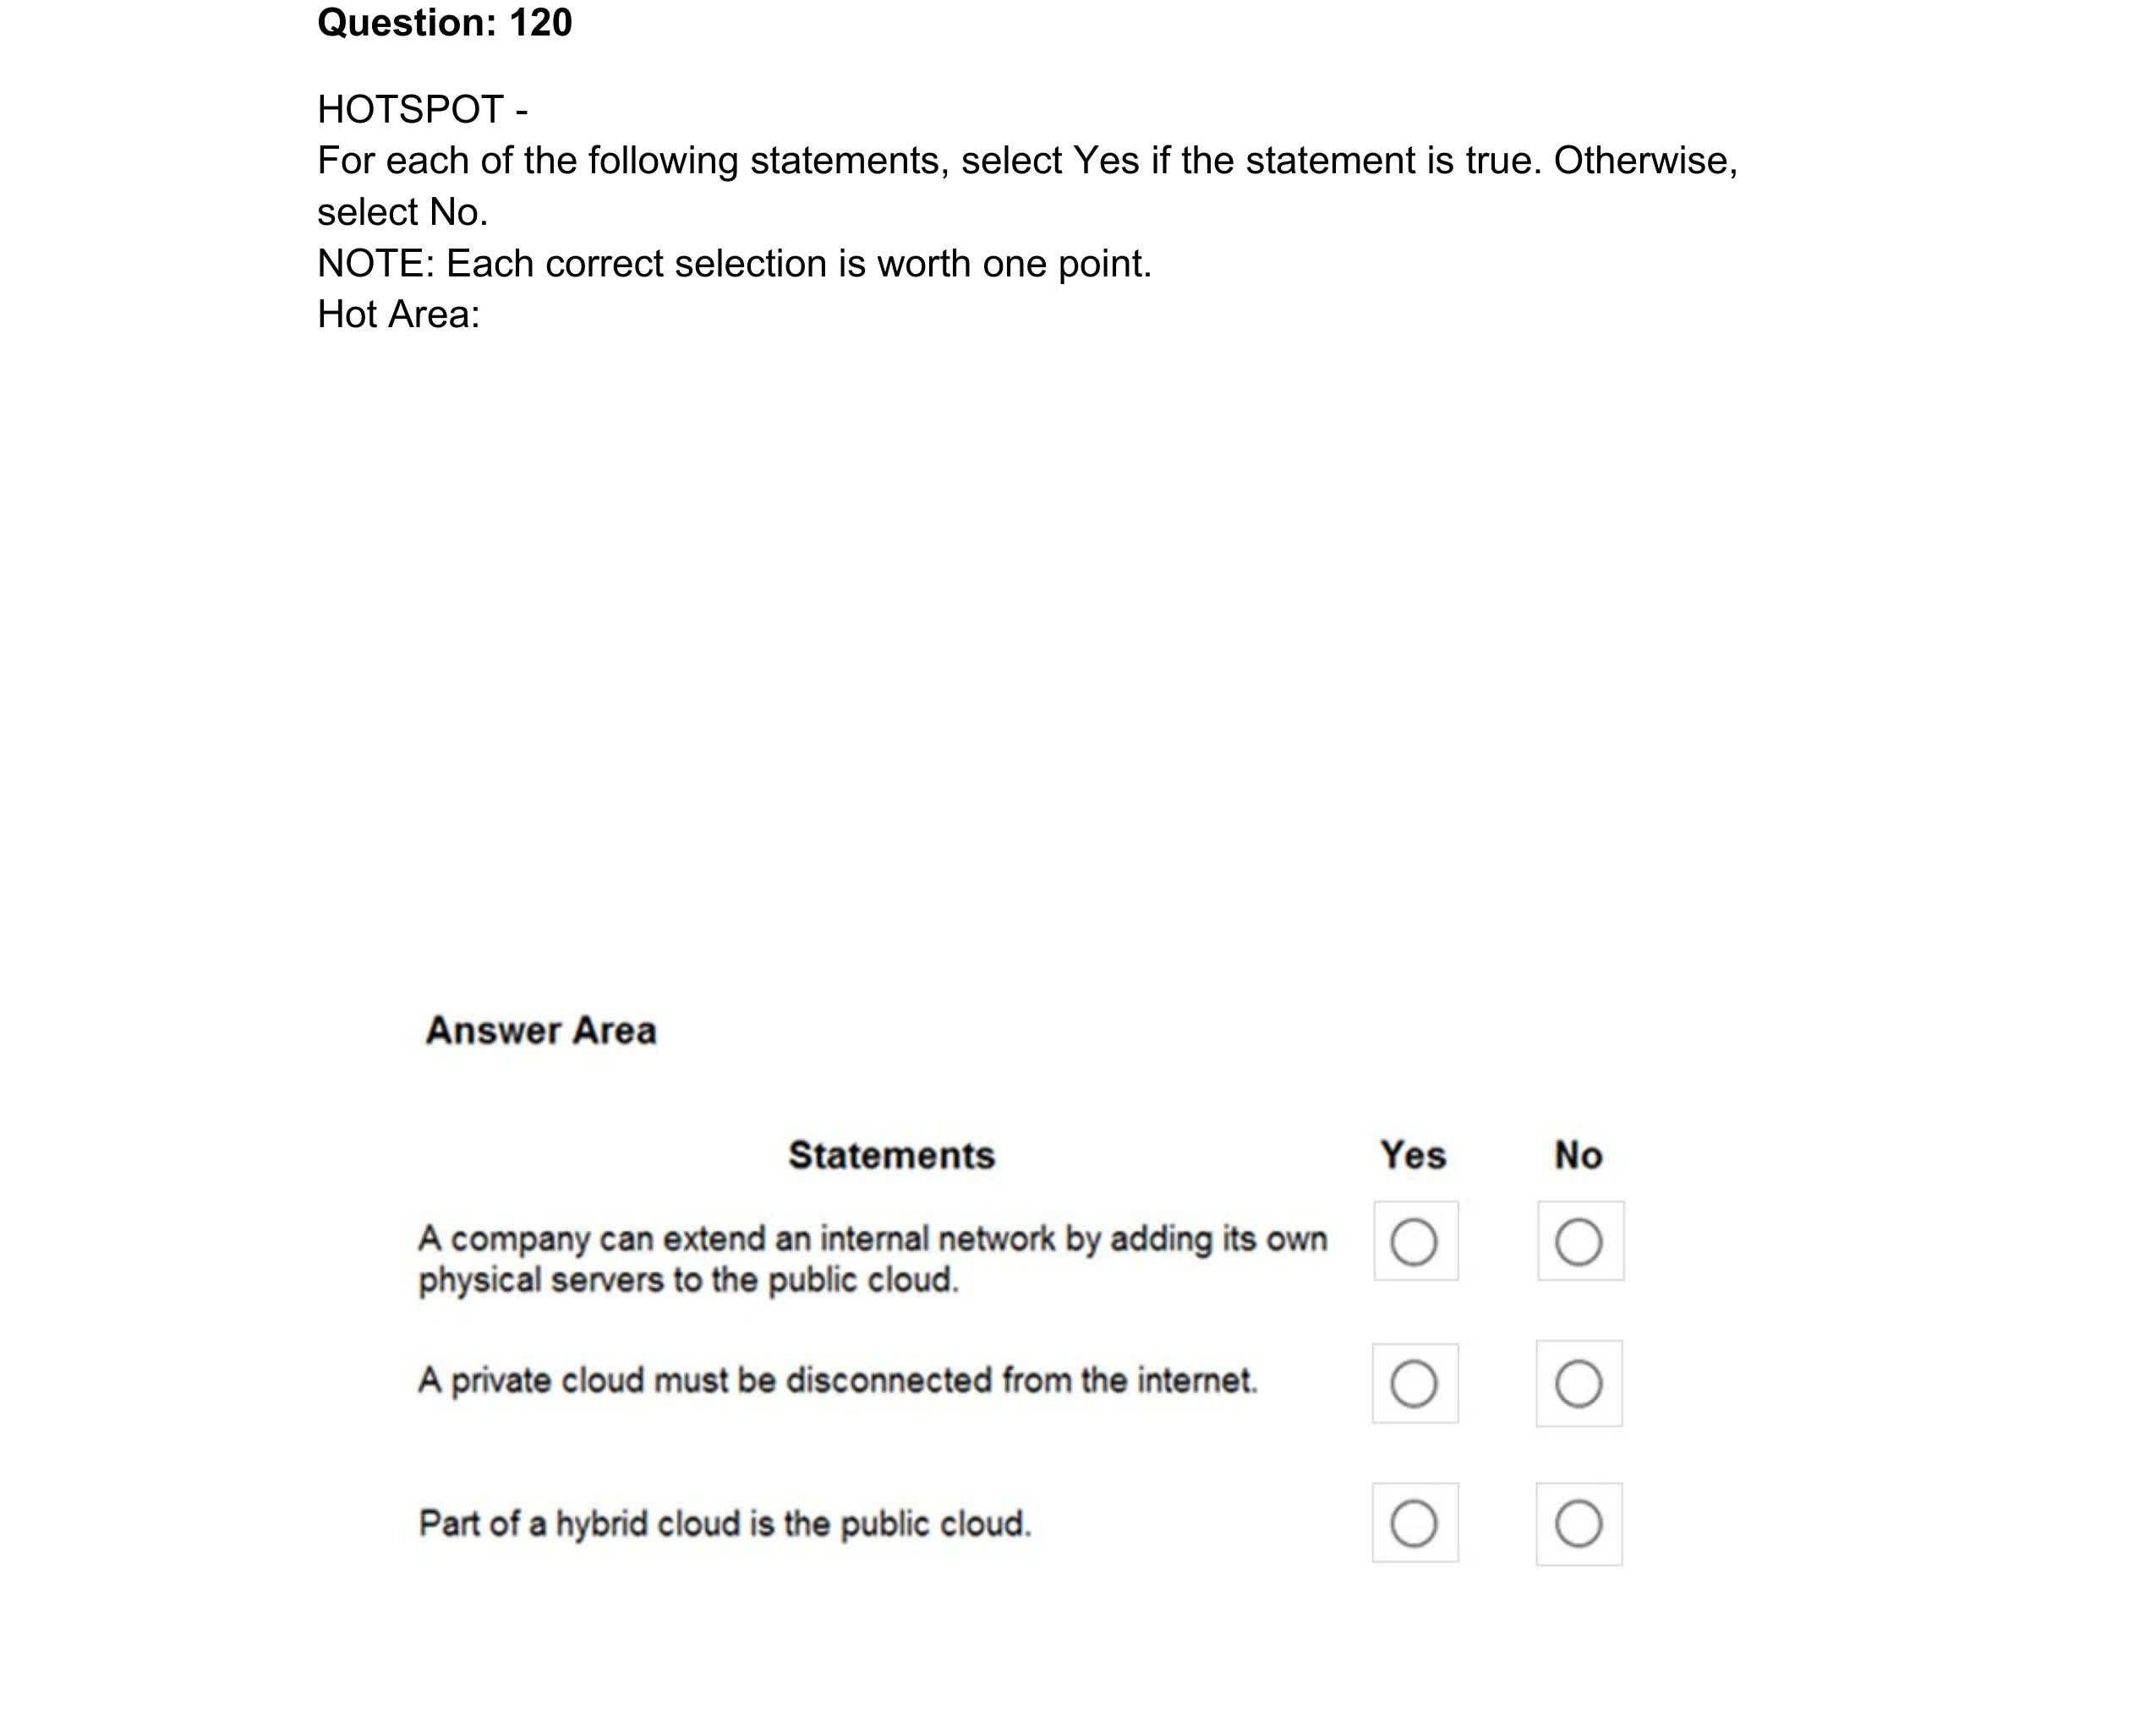 Question: 120
HOTSPOT -
For each of the following statements, select Yes if the statement is true. Otherwise,
select No.
NOTE: Each correct selection is worth one point.
Hot Area:
Answer Area
Statements Yes No
A company can extend an internal network by adding its own
physical servers to the public cloud.
A private cloud must be disconnected from the internet.
Part of a hybrid cloud is the public cloud.